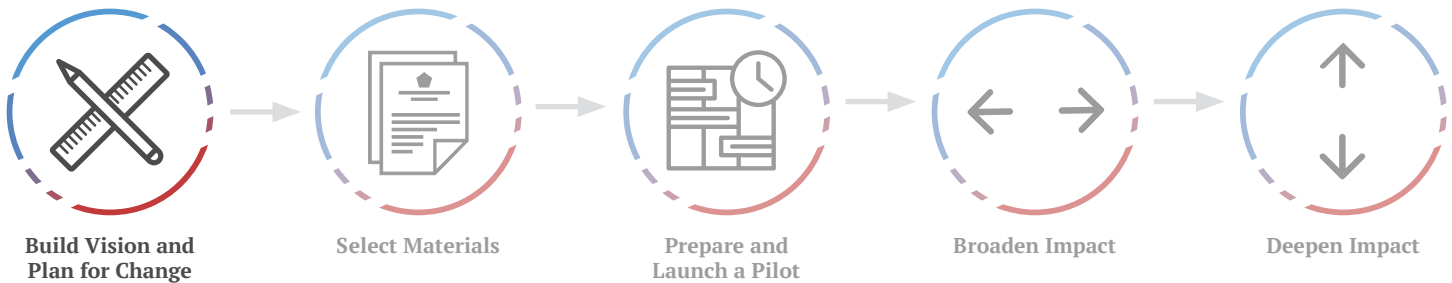 Build Vision and
Plan for Change
Select Materials
Prepare and
Launch a Pilot
Broaden Impact
Deepen Impact